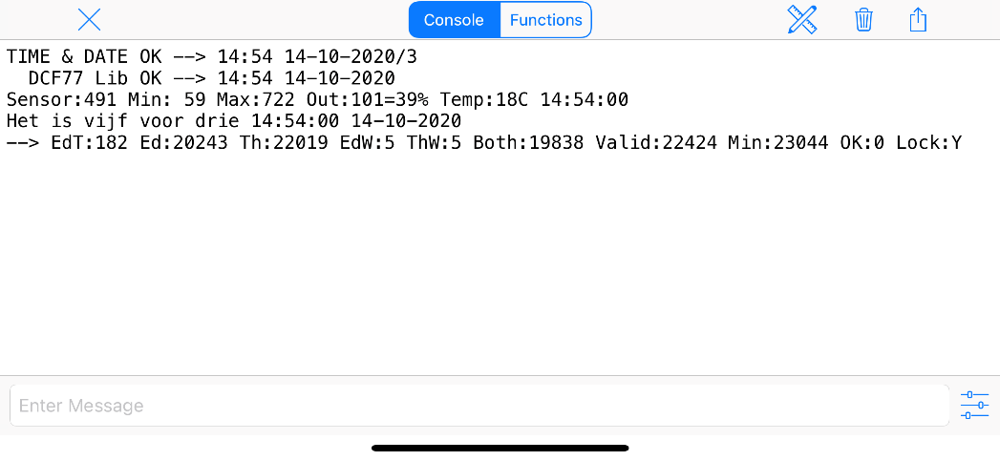 Console Functions
TIME & DATE OK --> 14:54 14-10-2020/3
DCF77 Lib OK --> 14:54 14-10-2020
Sensor:491 Min: 59 Max:722 Out:101=39% Temp:18C 14:54:00
Het is vijf voor drie 14:54:00 14-10-2020
--> EdT:182 Ed:20243 Th:22019 EdW:5 ThW:5 Both:19838 Valid:22424 Min:23044 OK:0 Lock:Y
Enter Message